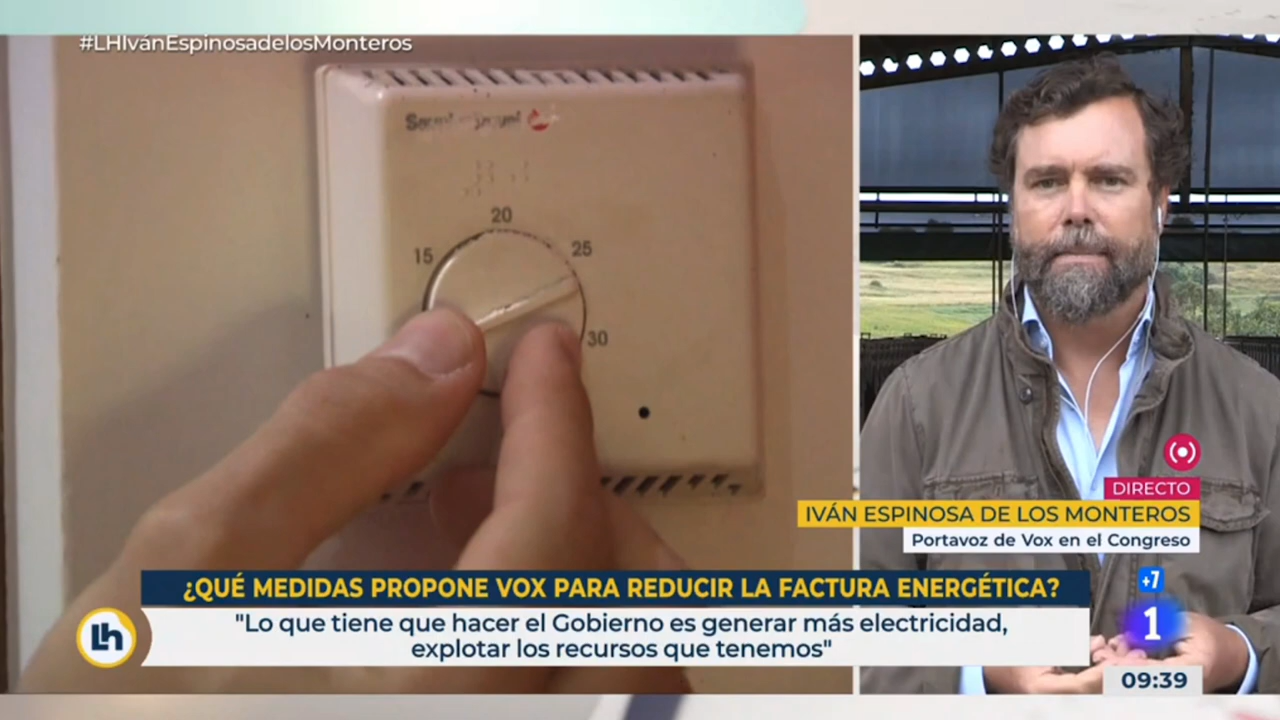 #LHIvánEspinosadelosMonteros
20
15
25
30
DIRECTO
IVÁN ESPINOSA DE LOS MONTEROS
Portavoz de Vox en el Congreso
¿QUÉ MEDIDAS PROPONE VOX PARA REDUCIR LA FACTURA ENERGÉTICA?
"Lo que tiene que hacer el Gobierno es generar más electricidad,
explotar los recursos que tenemos"
Lh
+7
1
09:39